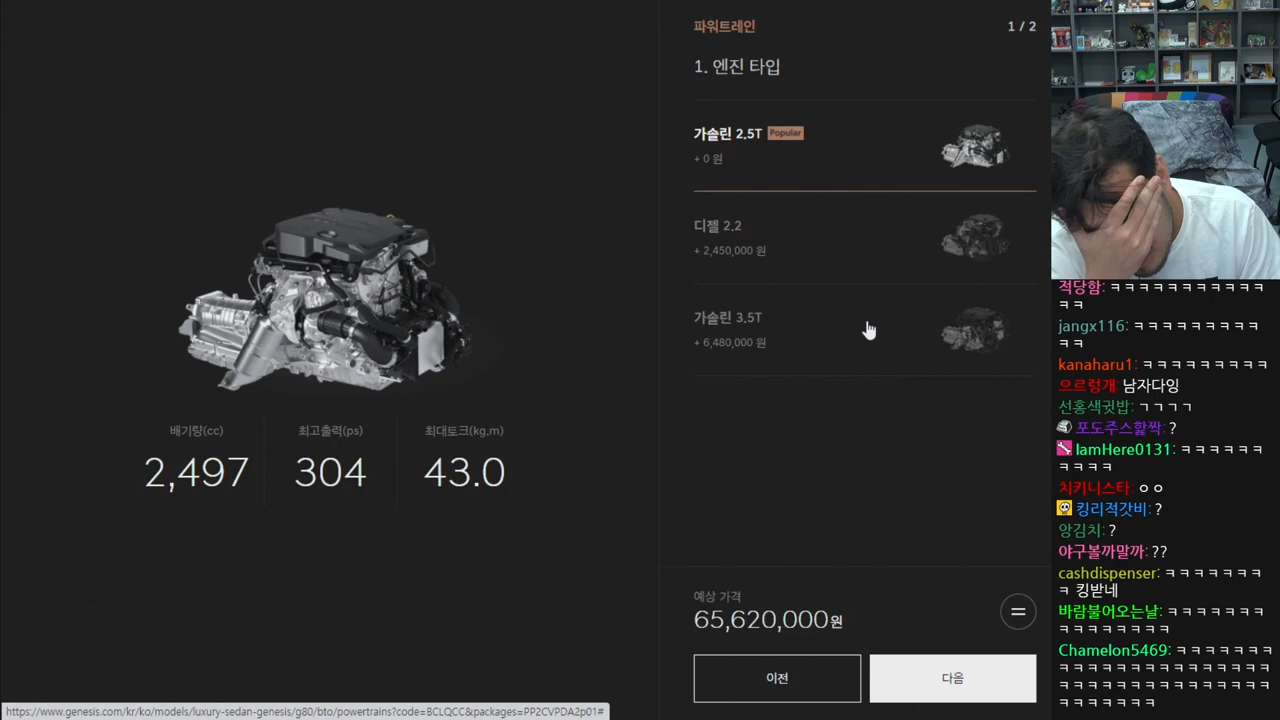 파워트레인
1 / 2
1. 엔진 타입
가솔린 2.5T Popular
+ 0 원
디젤 2.2
+ 2,450,000 원
가솔린 3.5T
+ 6,480,000 원
배기량(cc)
최고출력(ps)
최대토크(kg.m)
2,497
304
43.0
예상 가격
65,620,000원
이전
다음
https://www.genesis.com/kr/ko/models/luxury-sedan-genesis/g80/bto/powertrains?code=BCLQCC&packages=PP2CVPDA2p01#
적당함: ㅋㅋㅋㅋㅋㅋㅋㅋㅋㅋㅋ
ㅋㅋ
jangx116: ㅋㅋㅋㅋㅋㅋㅋㅋㅋ
ㅋㅋ
kanaharu1: ㅋㅋㅋㅋㅋㅋㅋㅋㅋ
으르렁개: 남자다잉
선홍색귓밥: ㄱㄱㄱㄱ
포도주스핥짝: ?
IamHere0131: ㅋㅋㅋㅋㅋㅋ
ㅋㅋㅋㅋ
치키니스타: ㅇㅇ
킹리적갓비: ?
앙김치: ?
야구볼까말까: ??
cashdispenser: ㅋㅋㅋㅋㅋㅋㅋ
ㅋ 킹받네
바람불어오는날: ㅋㅋㅋㅋㅋㅋㅋ
ㅋㅋㅋㅋㅋㅋㅋㅋ
Chamelon5469: ㅋㅋㅋㅋㅋㅋㅋ
ㅋㅋㅋㅋㅋㅋㅋㅋㅋㅋㅋㅋㅋㅋㅋ
ㅋㅋㅋㅋㅋㅋㅋㅋㅋㅋㅋㅋㅋㅋㅋ
ㅋㅋㅋㅋㅋㅋㅋ